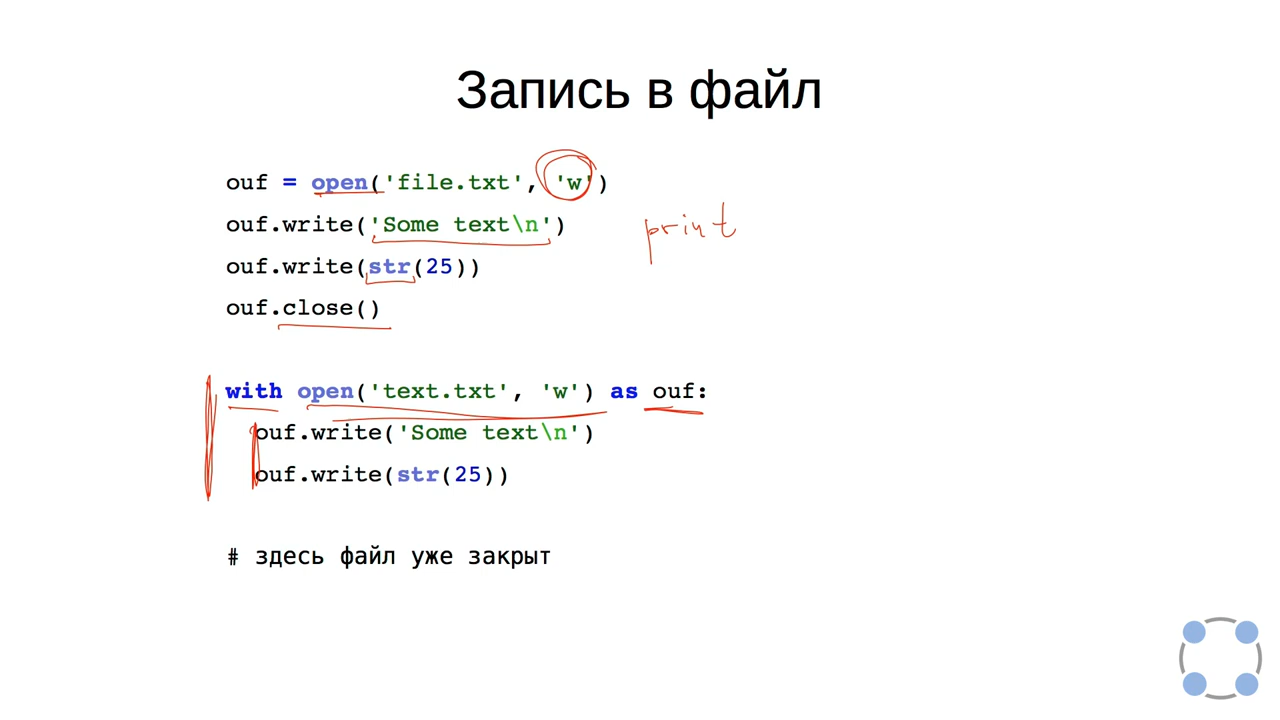 Запись в файл
ouf = open('file.txt', 'w')
ouf.write('Some text\n')
print
ouf.write(str(25))
ouf.close()
with open('text.txt', 'w') as ouf:
ouf.write('Some text\n')
ouf.write(str(25))
# здесь файл уже закрыт